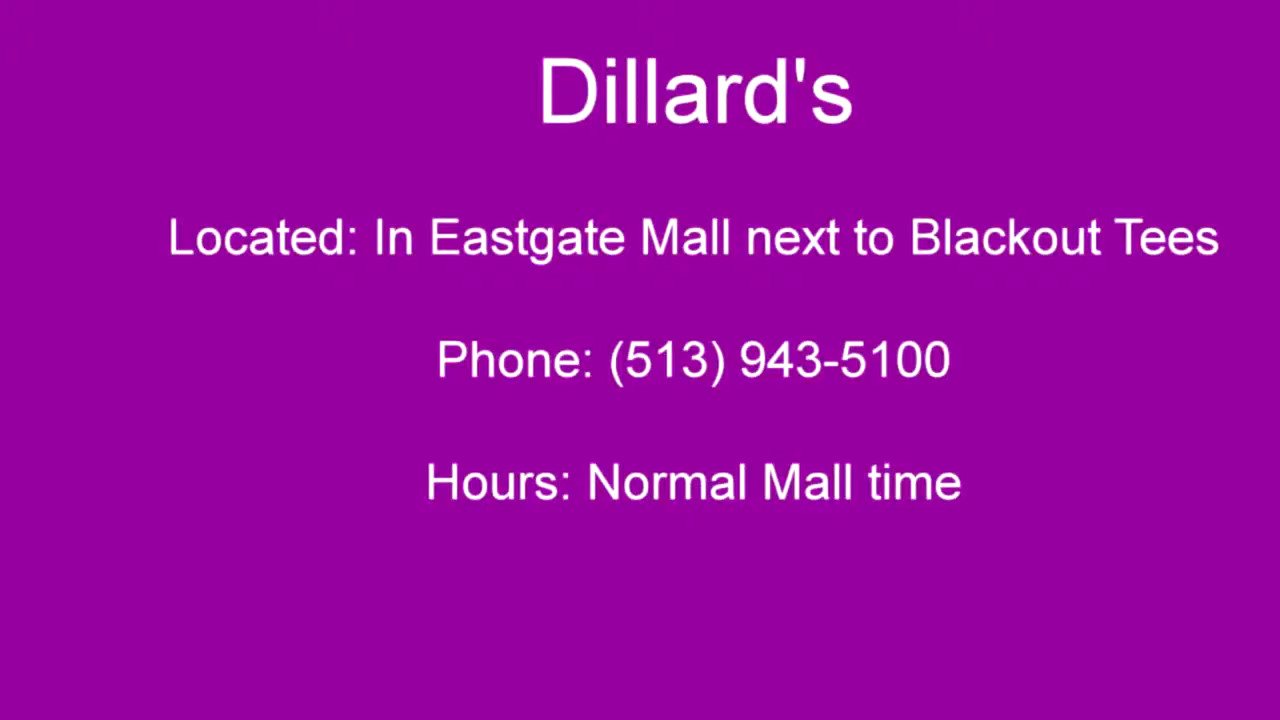 Dillard's
Located: In Eastgate Mall next to Blackout Tees
Phone: (513) 943-5100
Hours: Normal Mall time